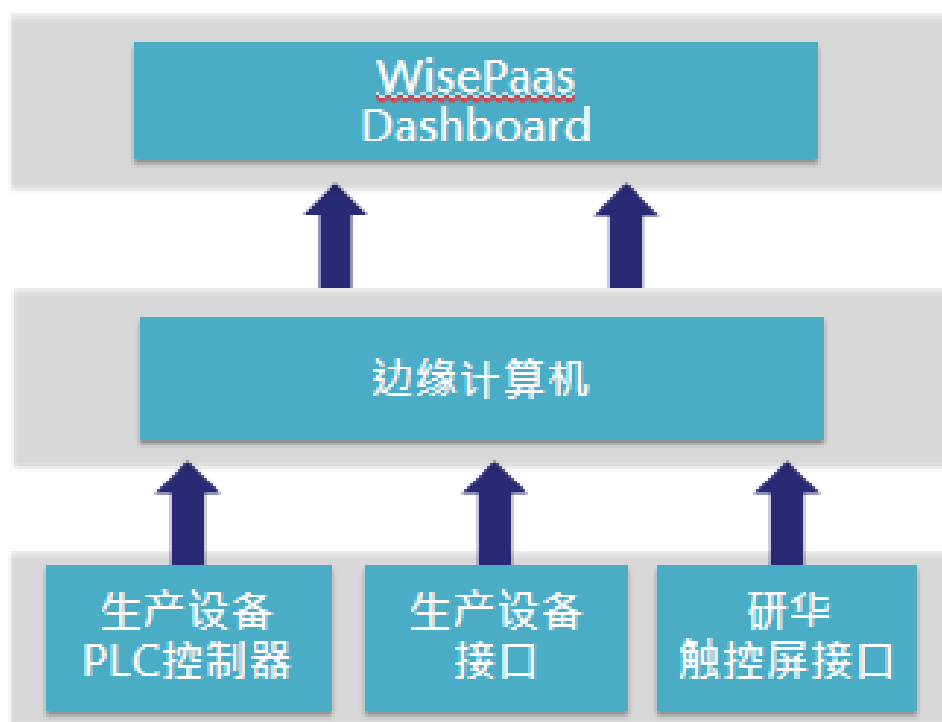 WisePaas
Dashboard
边缘计算机
生产设备
PLC控制器
生产设备
接口
研华
触控屏接口